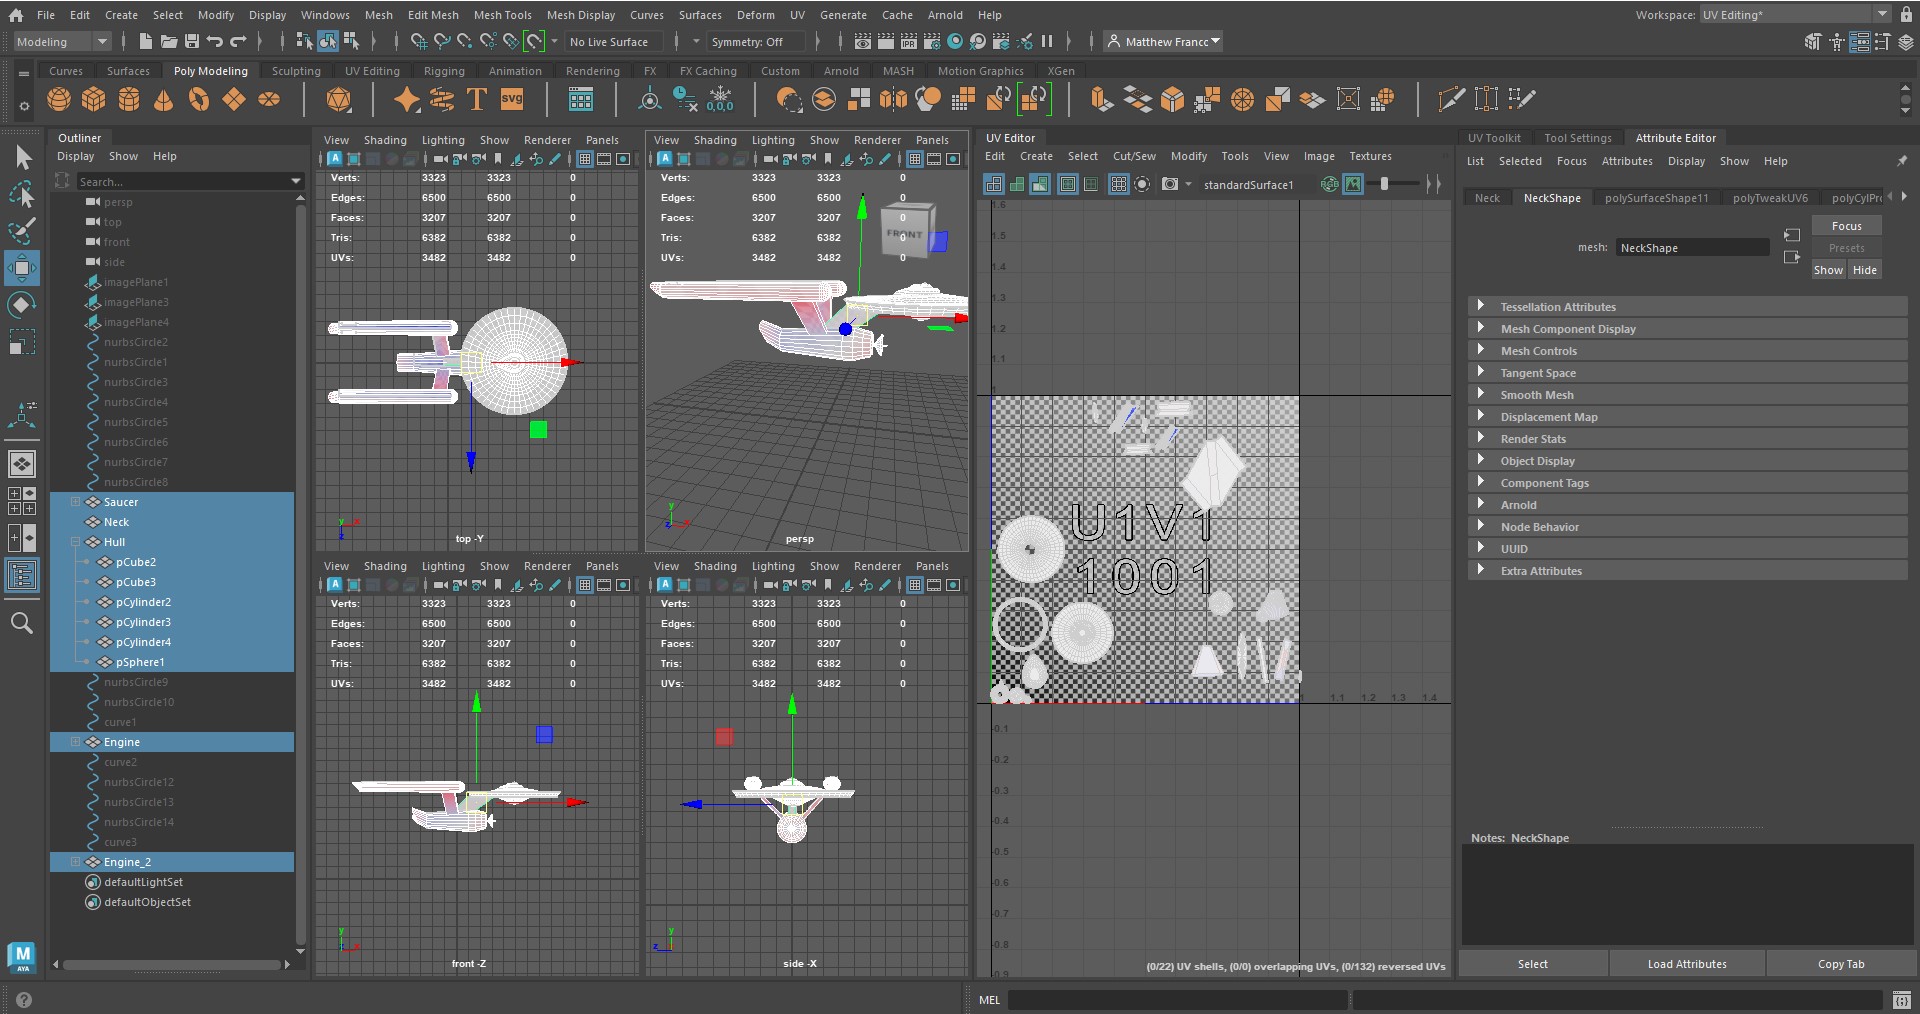 File Edit Create Select Modify Display Windows Mesh Edit Mesh Mesh Tools Mesh Display Curves Surfaces Deform UV Generate Cache Arnold Help
Workspace: UV Editing*
Modeling
No Live Surface
Symmetry: Off
Matthew Francc
Curves Surfaces Poly Modeling Sculpting UV Editing Rigging Animation Rendering FX FX Caching Custom Arnold MASH Motion Graphics XGen
Outliner
Display Show Help
Search...
persp
top
front
side
imagePlane1
imagePlane3
imagePlane4
nurbsCircle2
nurbsCircle1
nurbsCircle3
nurbsCircle4
nurbsCircle5
nurbsCircle6
nurbsCircle7
nurbsCircle8
Saucer
Neck
Hull
pCube2
pCube3
pCylinder2
pCylinder3
pCylinder4
pSphere1
nurbsCircle9
nurbsCircle10
curve1
Engine
curve2
nurbsCircle12
nurbsCircle13
nurbsCircle14
curve3
Engine_2
defaultLightSet
defaultObjectSet
View Shading Lighting Show Renderer Panels
Verts: 3323 3323 0
Edges: 6500 6500 0
Faces: 3207 3207 0
Tris: 6382 6382 0
UVs: 3482 3482 0
top -Y
View Shading Lighting Show Renderer Panels
Verts: 3323 3323 0
Edges: 6500 6500 0
Faces: 3207 3207 0
Tris: 6382 6382 0
UVs: 3482 3482 0
FRONT
persp
View Shading Lighting Show Renderer Panels
Verts: 3323 3323 0
Edges: 6500 6500 0
Faces: 3207 3207 0
Tris: 6382 6382 0
UVs: 3482 3482 0
front -Z
View Shading Lighting Show Renderer Panels
Verts: 3323 3323 0
Edges: 6500 6500 0
Faces: 3207 3207 0
Tris: 6382 6382 0
UVs: 3482 3482 0
side -X
UV Editor
Edit Create Select Cut/Sew Modify Tools View Image Textures
standardSurface1
1.6
1.5
1.4
1.3
1.2
1.1
1
U1V1
1001
1 1.1 1.2 1.3 1.4
-0.1
-0.2
-0.3
-0.4
-0.5
-0.6
-0.7
-0.8
-0.9
(0/22) UV shells, (0/0) overlapping UVs, (0/132) reversed UVs
UV Toolkit Tool Settings Attribute Editor
List Selected Focus Attributes Display Show Help
Neck NeckShape polySurfaceShape11 polyTweakUV6 polyCylPr
mesh: NeckShape
Focus
Presets
Show Hide
Tessellation Attributes
Mesh Component Display
Mesh Controls
Tangent Space
Smooth Mesh
Displacement Map
Render Stats
Object Display
Component Tags
Arnold
Node Behavior
UUID
Extra Attributes
Notes: NeckShape
Select Load Attributes Copy Tab
MEL